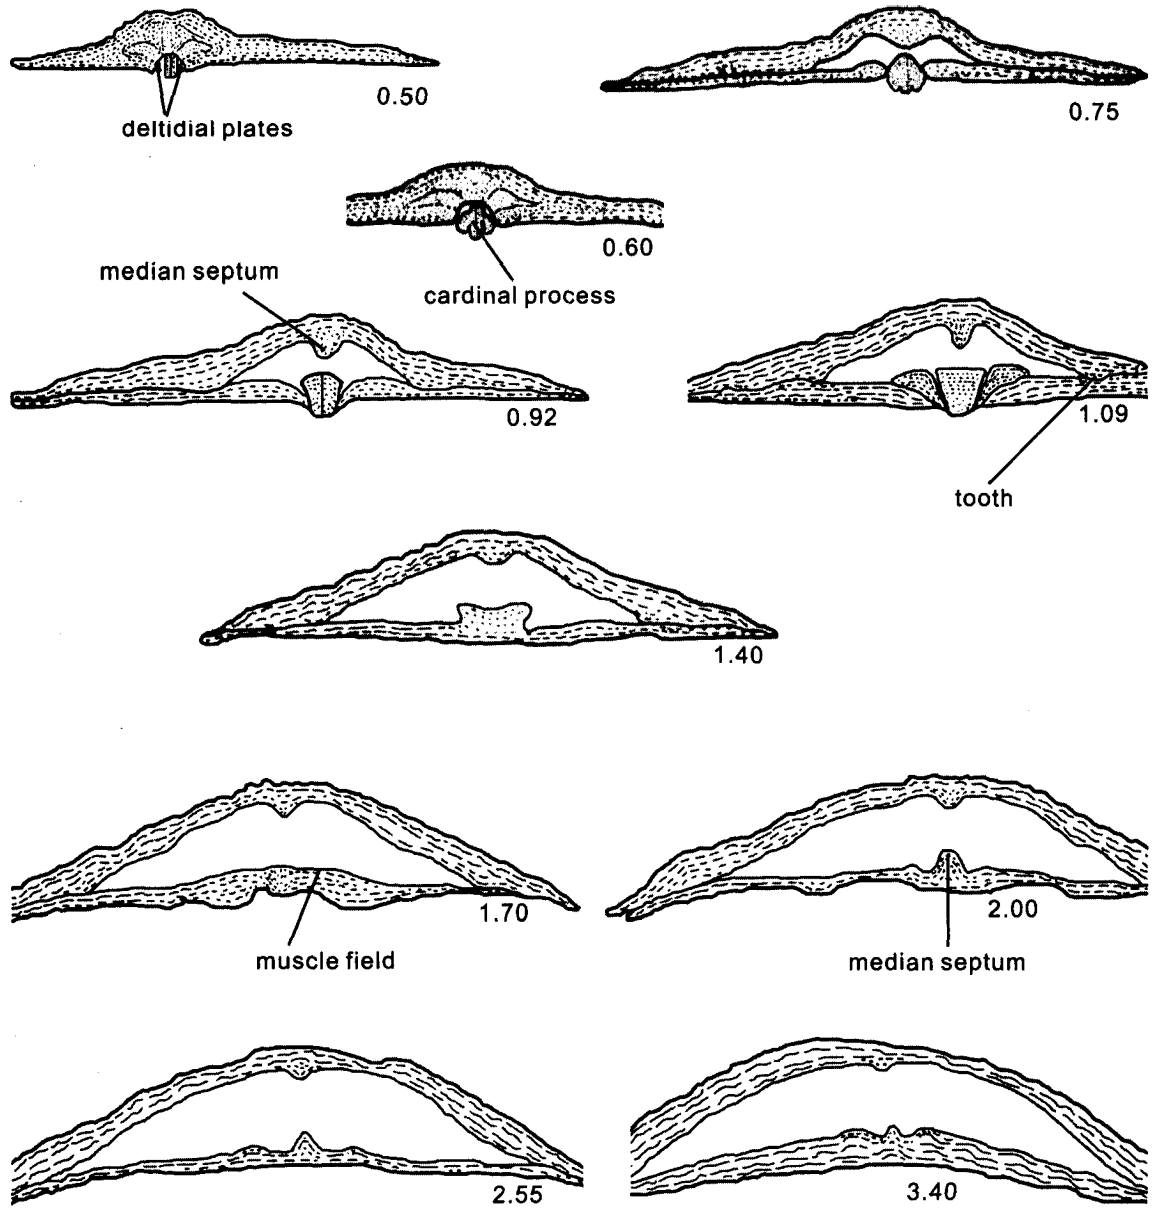 0.50
deltidial plates
0.75
0.60
cardinal process
median septum
0.92
1.09
tooth
1.40
1.70
muscle field
2.00
median septum
2.55
3.40